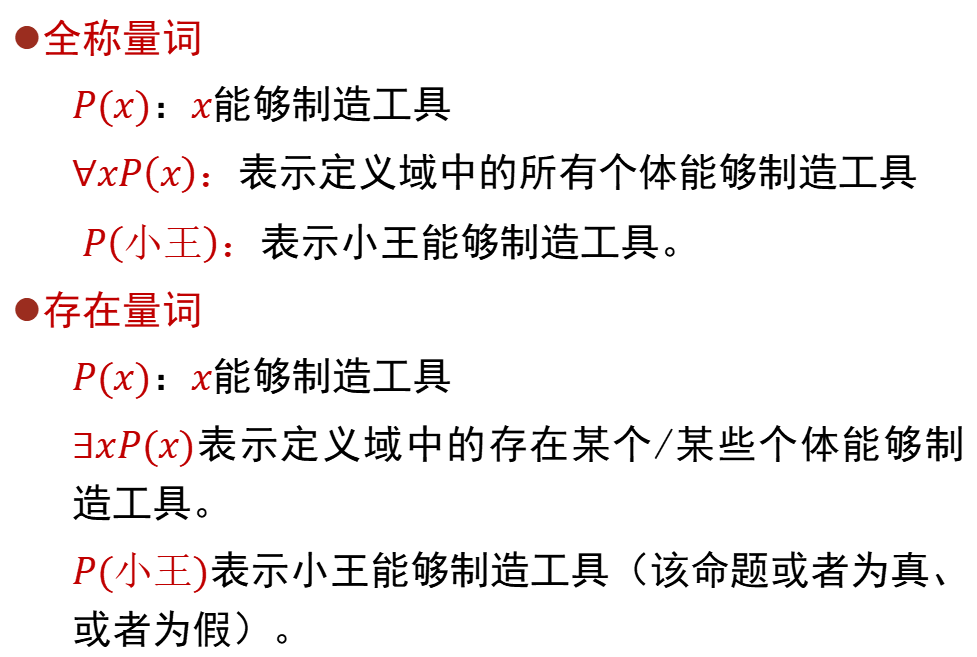 ●全称量词
P(x)：x能够制造工具
∀xP(x)：表示定义域中的所有个体能够制造工具
P(小王)：表示小王能够制造工具。
●存在量词
P(x)：x能够制造工具
∃xP(x)表示定义域中的存在某个/某些个体能够制
造工具。
P(小王)表示小王能够制造工具（该命题或者为真、
或者为假）。